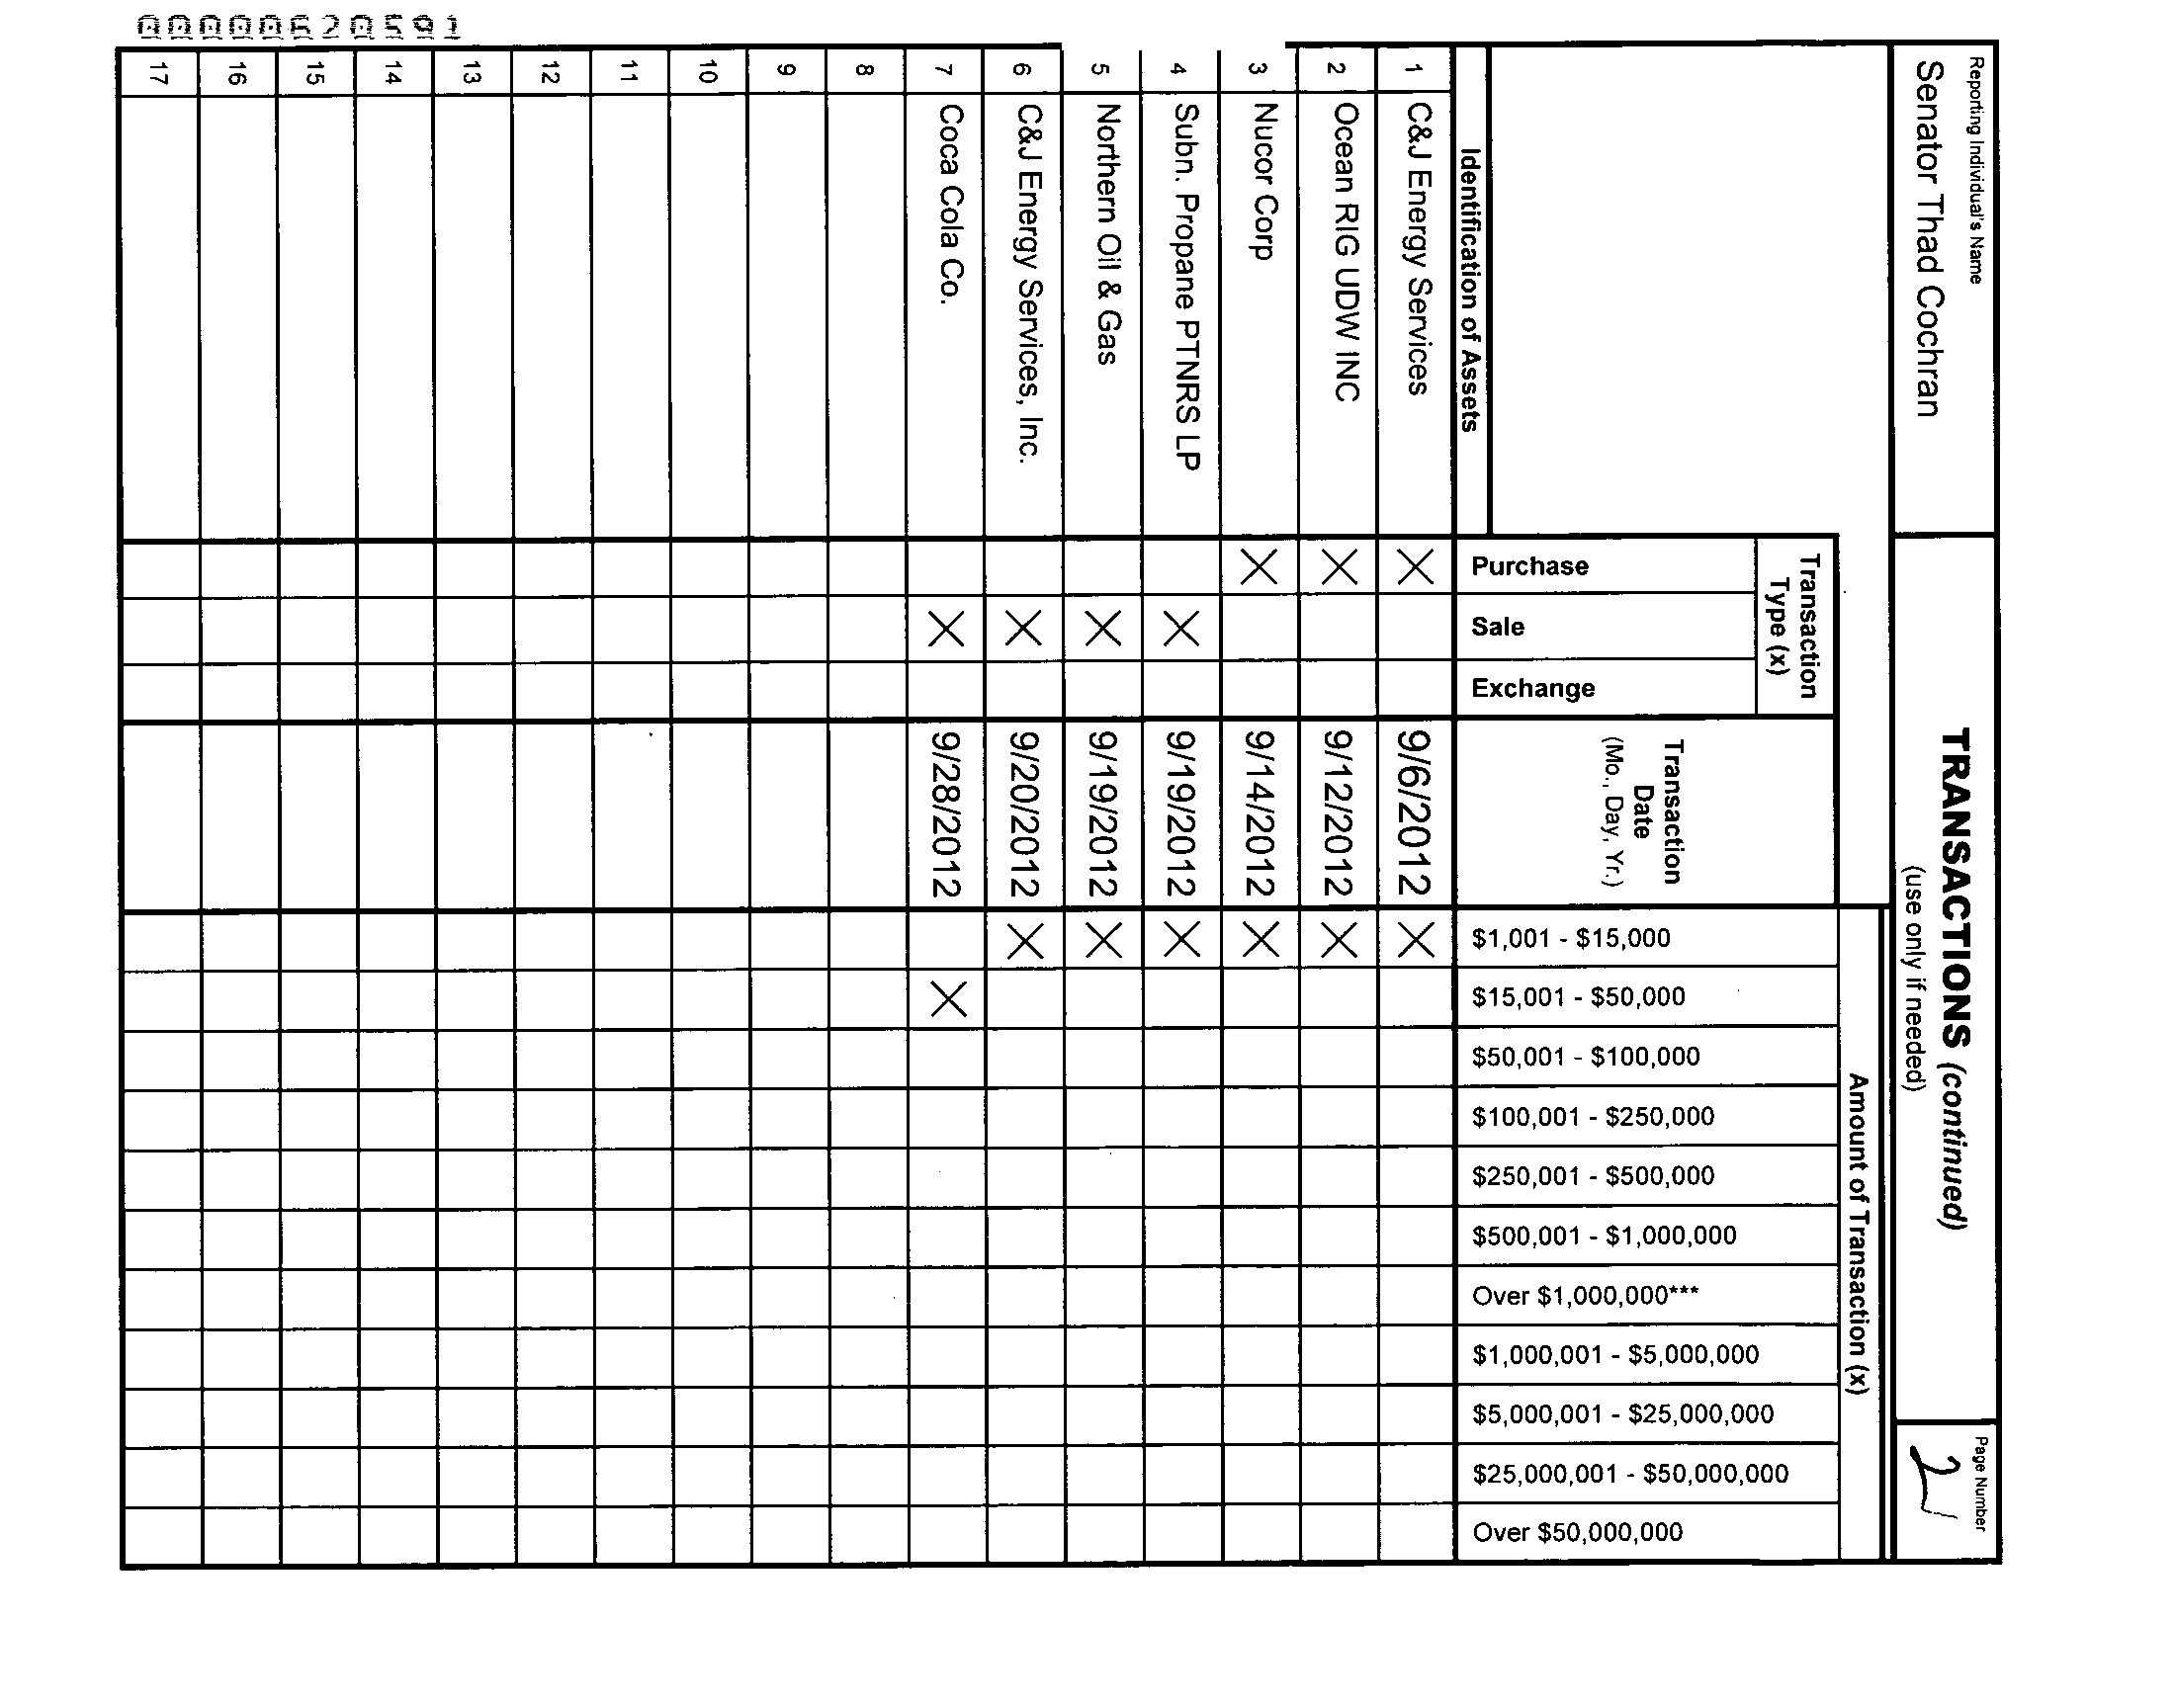 Reporting Individual's Name
Senator Thad Cochran
TRANSACTIONS (continued)
(use only if needed)
Page Number
2
Identification of Assets
Transaction
Type (x)
Purchase
Sale
Exchange
Transaction
Date
(Mo., Day, Yr.)
Amount of Transaction (x)
$1,001 - $15,000
$15,001 - $50,000
$50,001 - $100,000
$100,001 - $250,000
$250,001 - $500,000
$500,001 - $1,000,000
Over $1,000,000***
$1,000,001 - $5,000,000
$5,000,001 - $25,000,000
$25,000,001 - $50,000,000
Over $50,000,000
1 C&J Energy Services X 9/6/2012 X
2 Ocean RIG UDW INC X 9/12/2012 X
3 Nucor Corp X 9/14/2012 X
4 Subn. Propane PTNRS LP X 9/19/2012 X
5 Northern Oil & Gas X 9/19/2012 X
6 C&J Energy Services, Inc. X 9/20/2012 X
7 Coca Cola Co. X 9/28/2012 X
8
9
10
11
12
13
14
15
16
17
00000620591